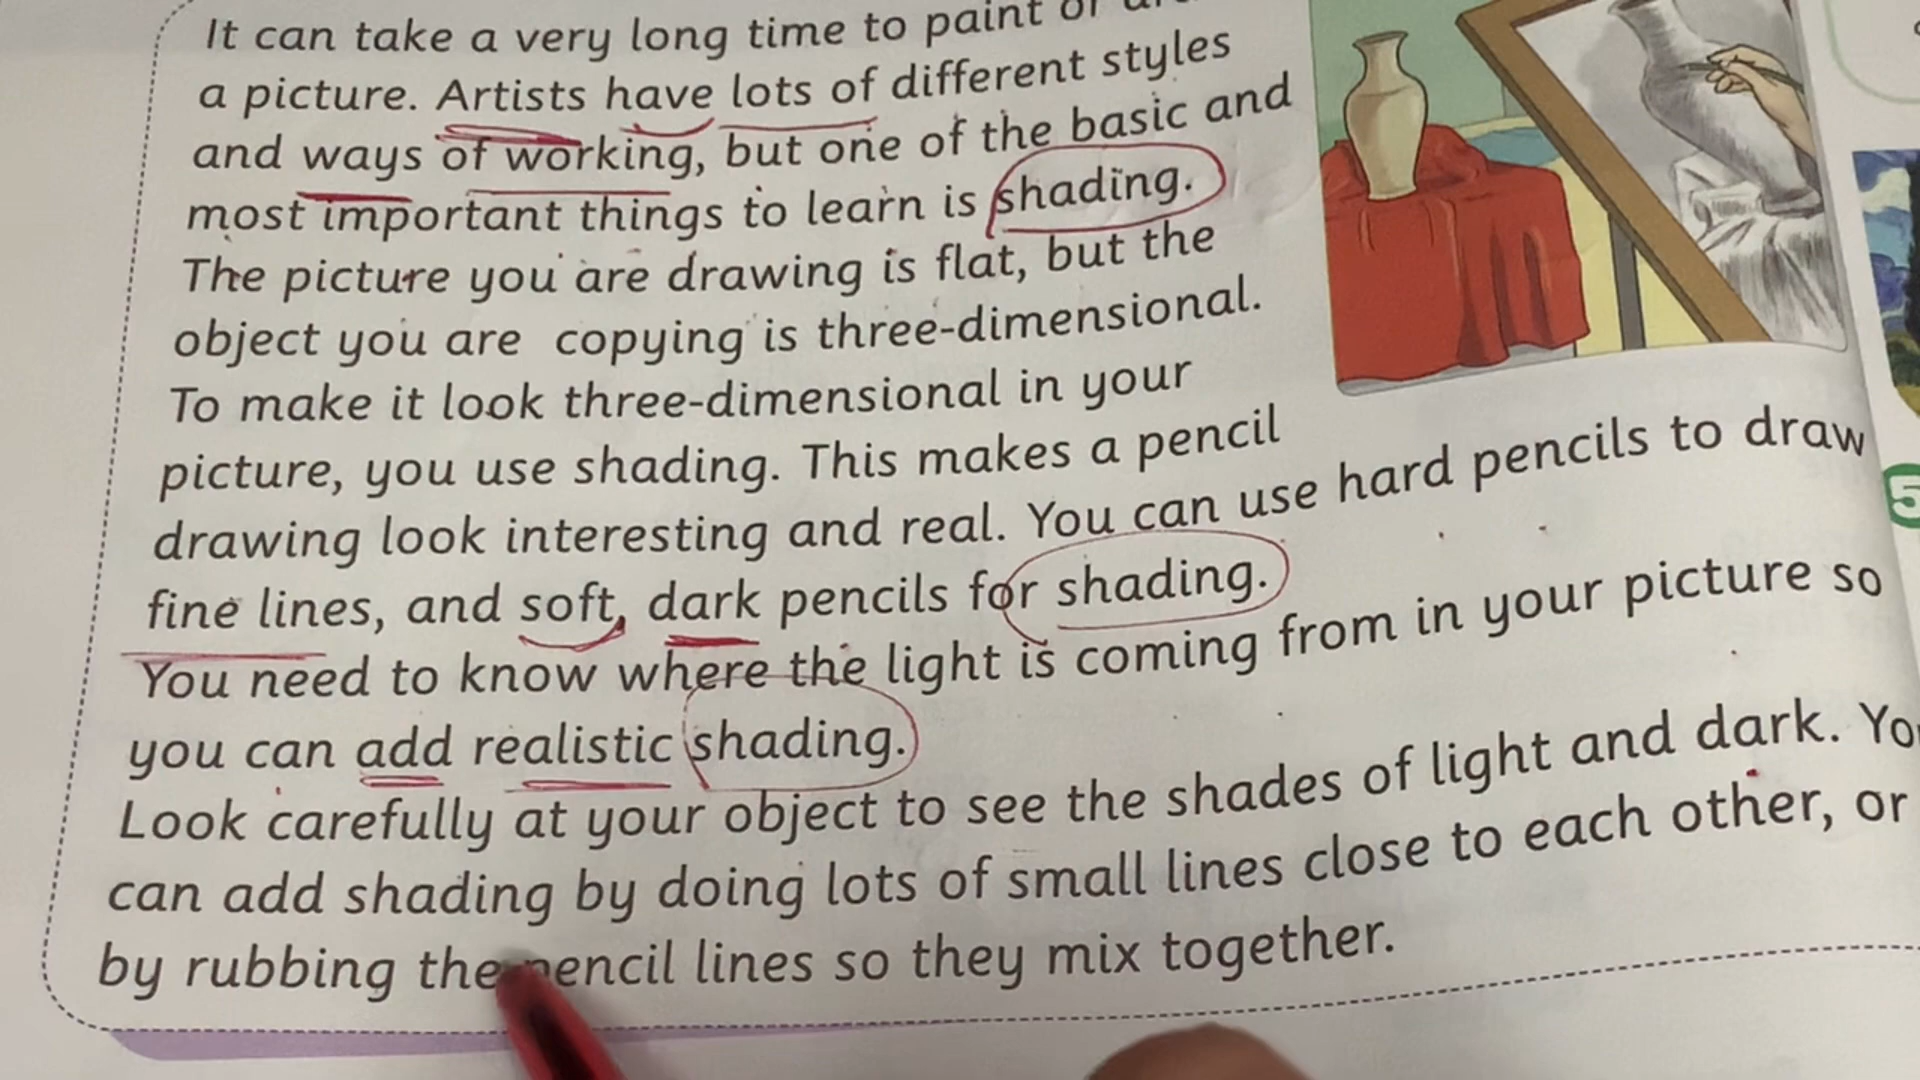 It can take a very long time to paint or
a picture. Artists have lots of different styles
and ways of working, but one of the basic and
most important things to learn is shading.
The picture you are drawing is flat, but the
object you are copying is three-dimensional.
To make it look three-dimensional in your
picture, you use shading. This makes a pencil
drawing look interesting and real. You can use hard pencils to draw
fine lines, and soft, dark pencils for shading.
You need to know where the light is coming from in your picture so
you can add realistic shading.
Look carefully at your object to see the shades of light and dark.
can add shading by doing lots of small lines close to each other, or
by rubbing the pencil lines so they mix together.
5